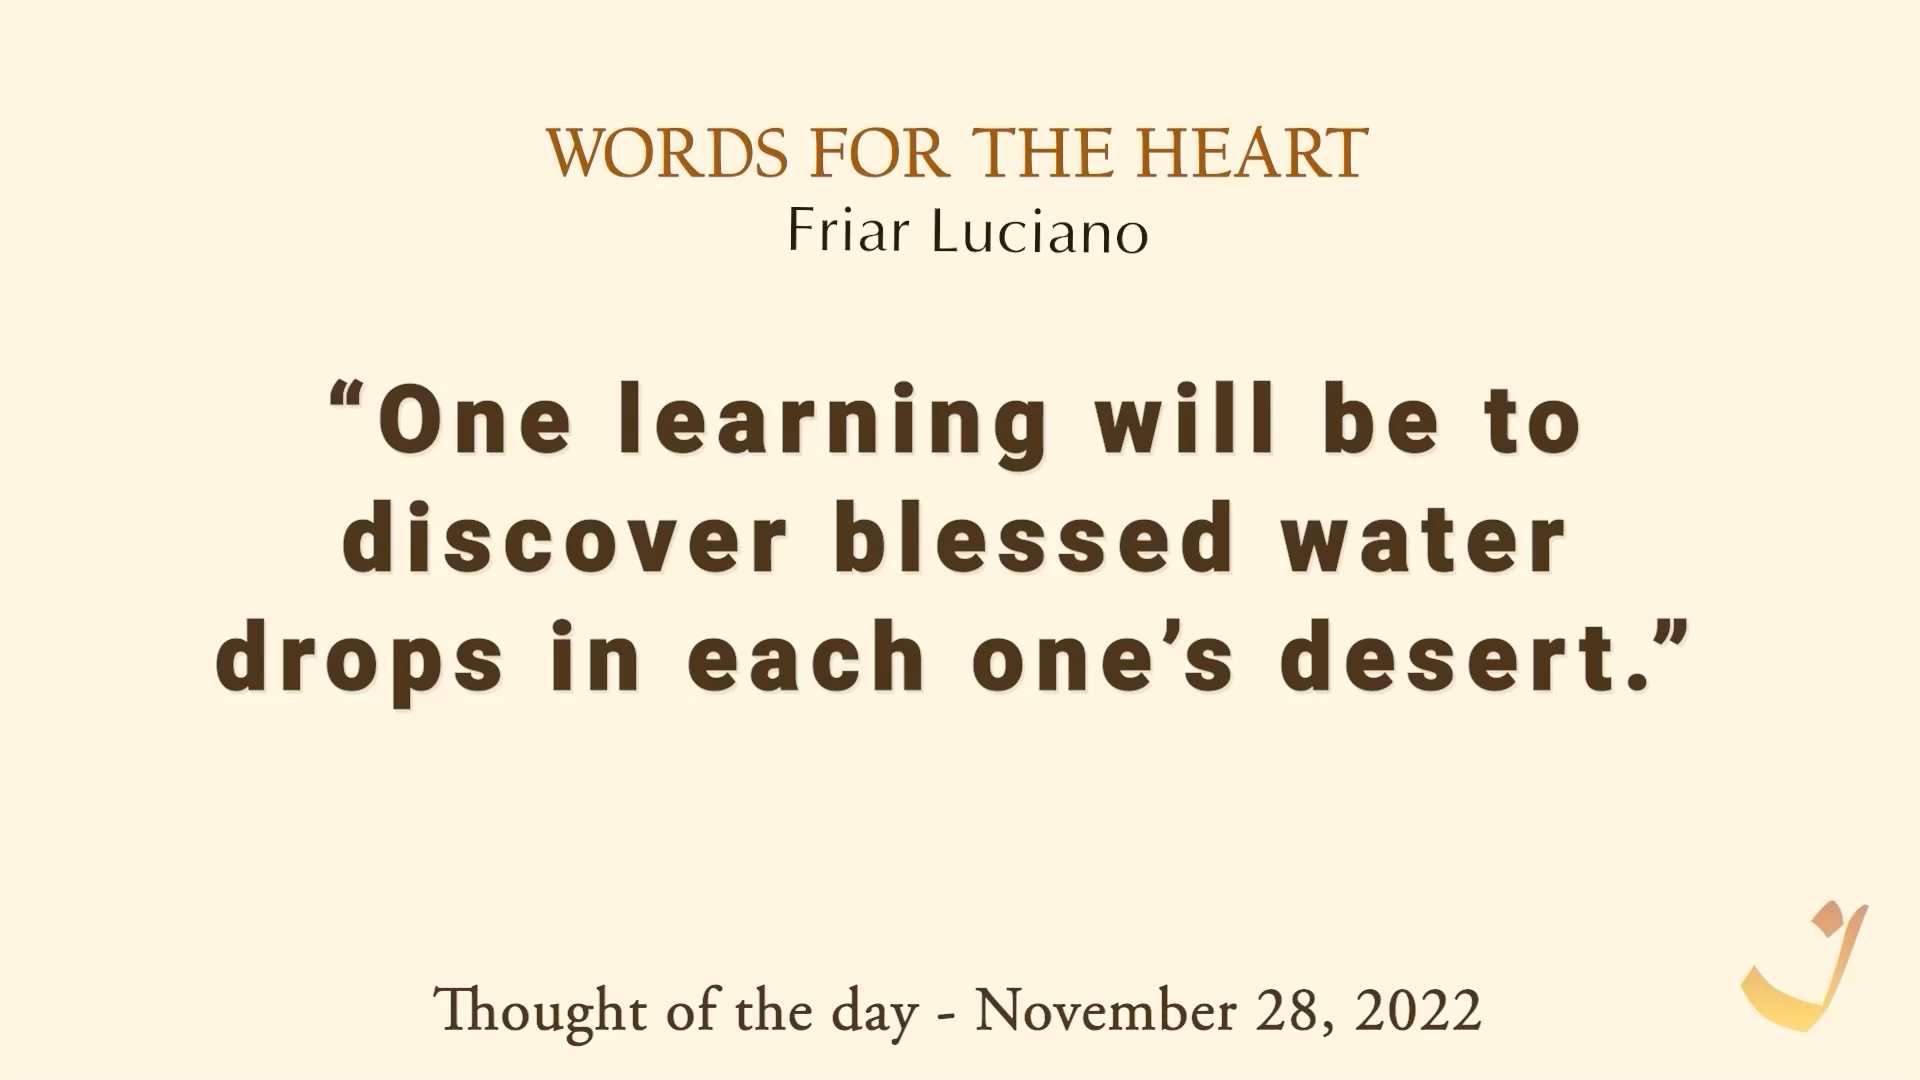 WORDS FOR THE HEART
Friar Luciano
“One learning will be to
discover blessed water
drops in each one’s desert.”
Thought of the day - November 28, 2022